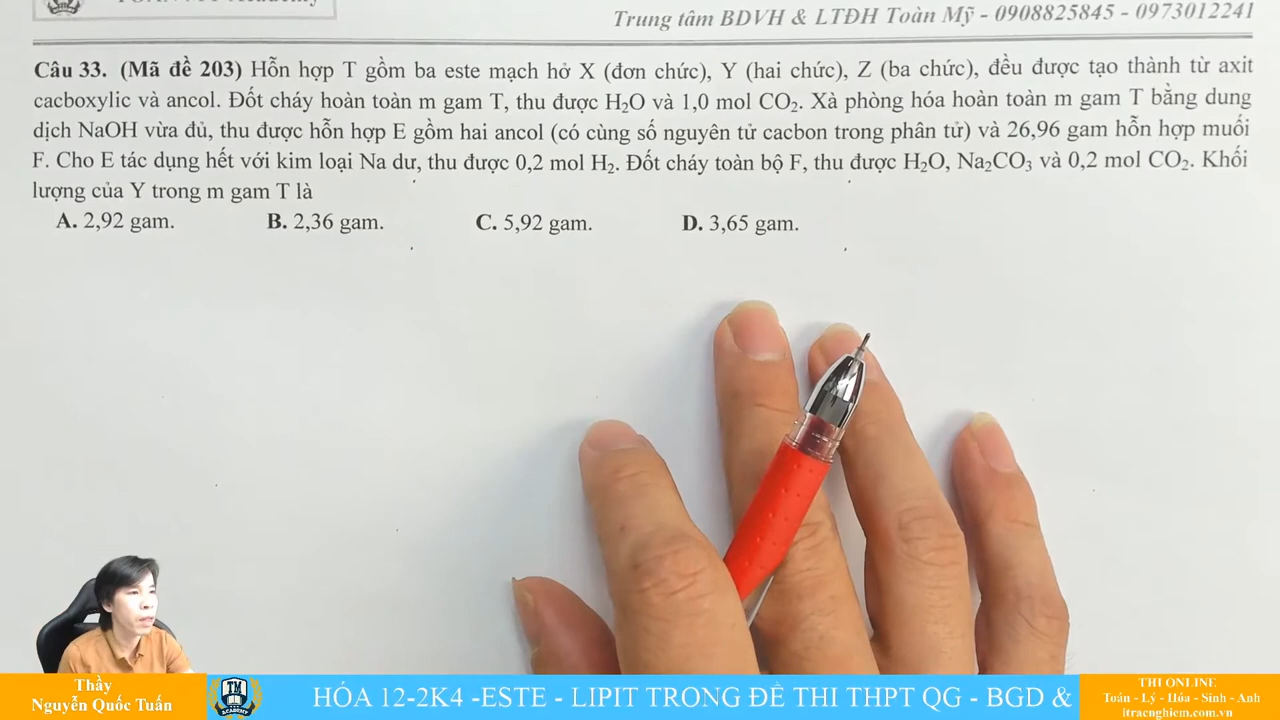 Trung tâm BDVH & LTĐH Toàn Mỹ - 0908825845 - 0973012241
Câu 33. (Mã đề 203) Hỗn hợp T gồm ba este mạch hở X (đơn chức), Y (hai chức), Z (ba chức), đều được tạo thành từ axit
cacboxylic và ancol. Đốt cháy hoàn toàn m gam T, thu được H₂O và 1,0 mol CO₂. Xà phòng hóa hoàn toàn m gam T bằng dung
dịch NaOH vừa đủ, thu được hỗn hợp E gồm hai ancol (có cùng số nguyên tử cacbon trong phân tử) và 26,96 gam hỗn hợp muối
F. Cho E tác dụng hết với kim loại Na dư, thu được 0,2 mol H₂. Đốt cháy toàn bộ F, thu được H₂O, Na₂CO₃ và 0,2 mol CO₂. Khối
lượng của Y trong m gam T là
A. 2,92 gam. B. 2,36 gam. C. 5,92 gam. D. 3,65 gam.
Thầy
Nguyễn Quốc Tuấn
TM
ACADEMY
HÓA 12-2K4 -ESTE - LIPIT TRONG ĐỀ THI THPT QG - BGD &
THI ONLINE
Toán - Lý - Hóa - Sinh - Anh
itracnghiem.com.vn